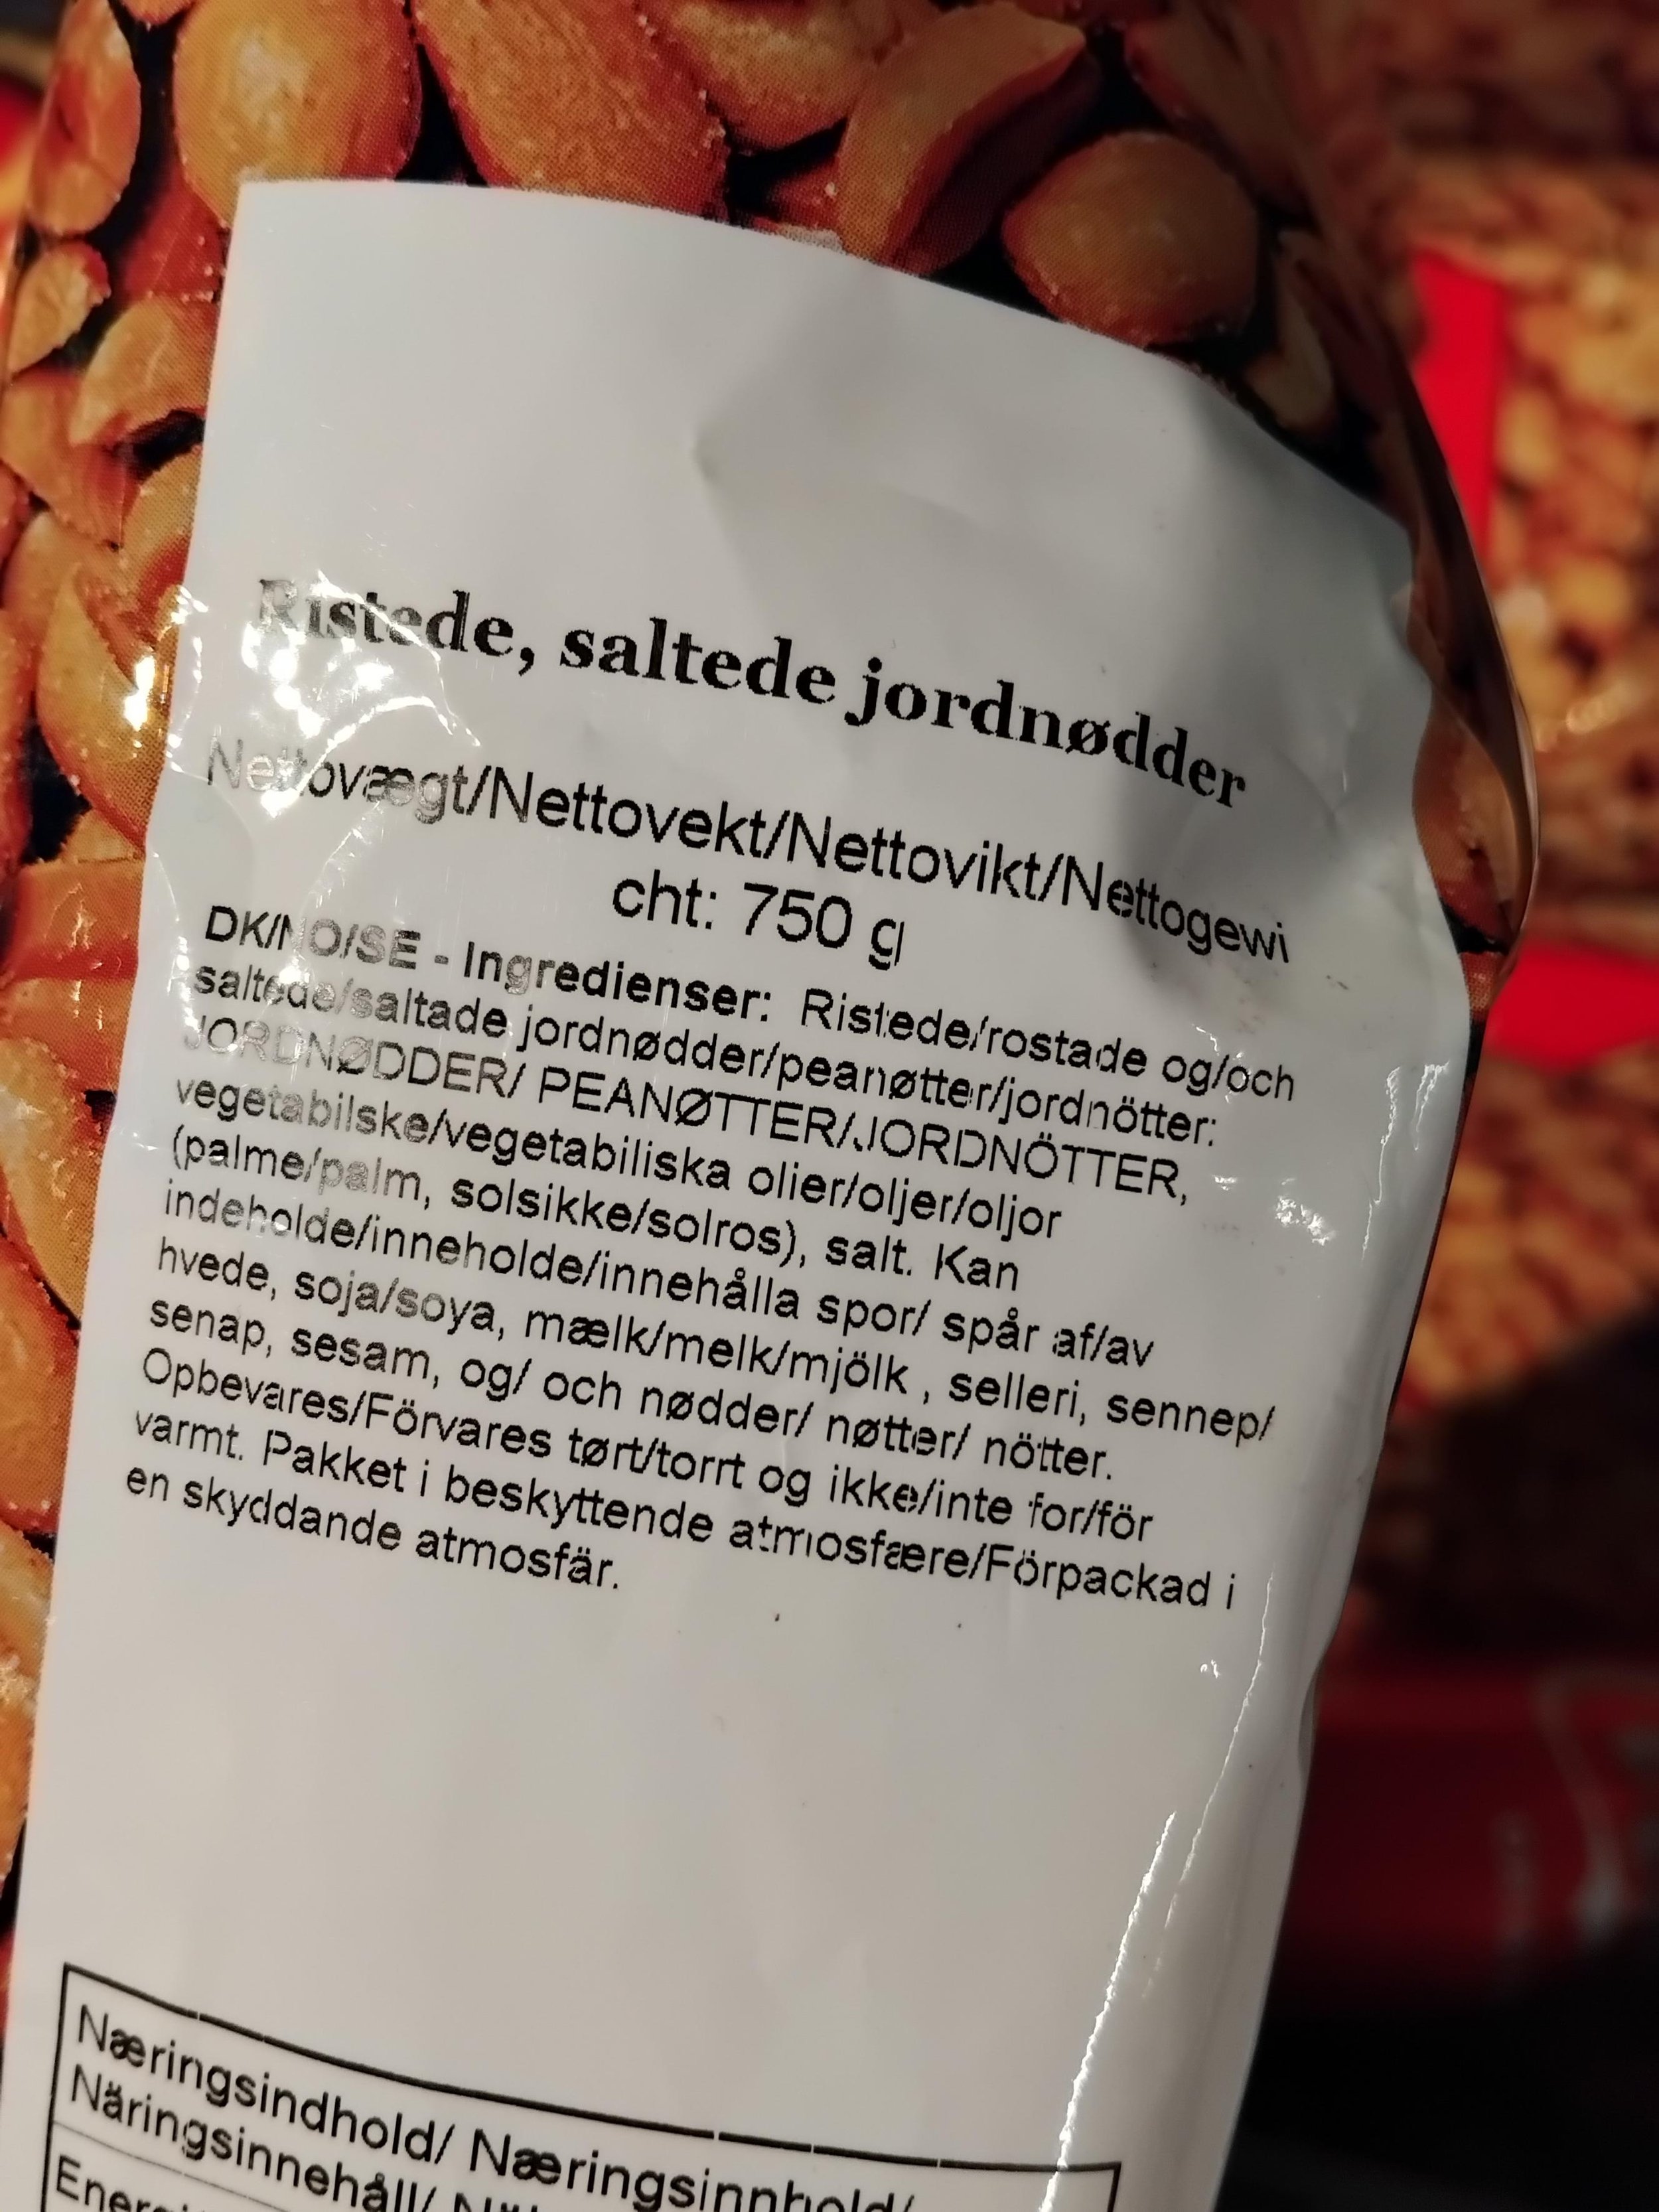 Ristede, saltede jordnødder
Nettovægt/Nettovekt/Nettovikt/Nettogewi
cht: 750 g
DK/NO/SE - Ingredienser: Ristede/rostade og/och
saltede/saltade jordnødder/peanøtter/jordnötter:
JORDNØDDER/ PEANØTTER/JORDNÖTTER,
vegetabilske/vegetabiliska olier/oljer/oljor
(palme/palm, solsikke/solros), salt. Kan
indeholde/inneholde/innehålla spor/ spår af/av
hvede, soja/soya, mælk/melk/mjölk , selleri, sennep/
senap, sesam, og/ och nødder/ nøtter/ nötter.
Opbevares/Förvares tørt/torrt og ikke/inte for/för
varmt. Pakket i beskyttende atmosfære/Förpackad i
en skyddande atmosfär.
Næringsindhold/ Næringsinnhold/
Näringsinnehåll/